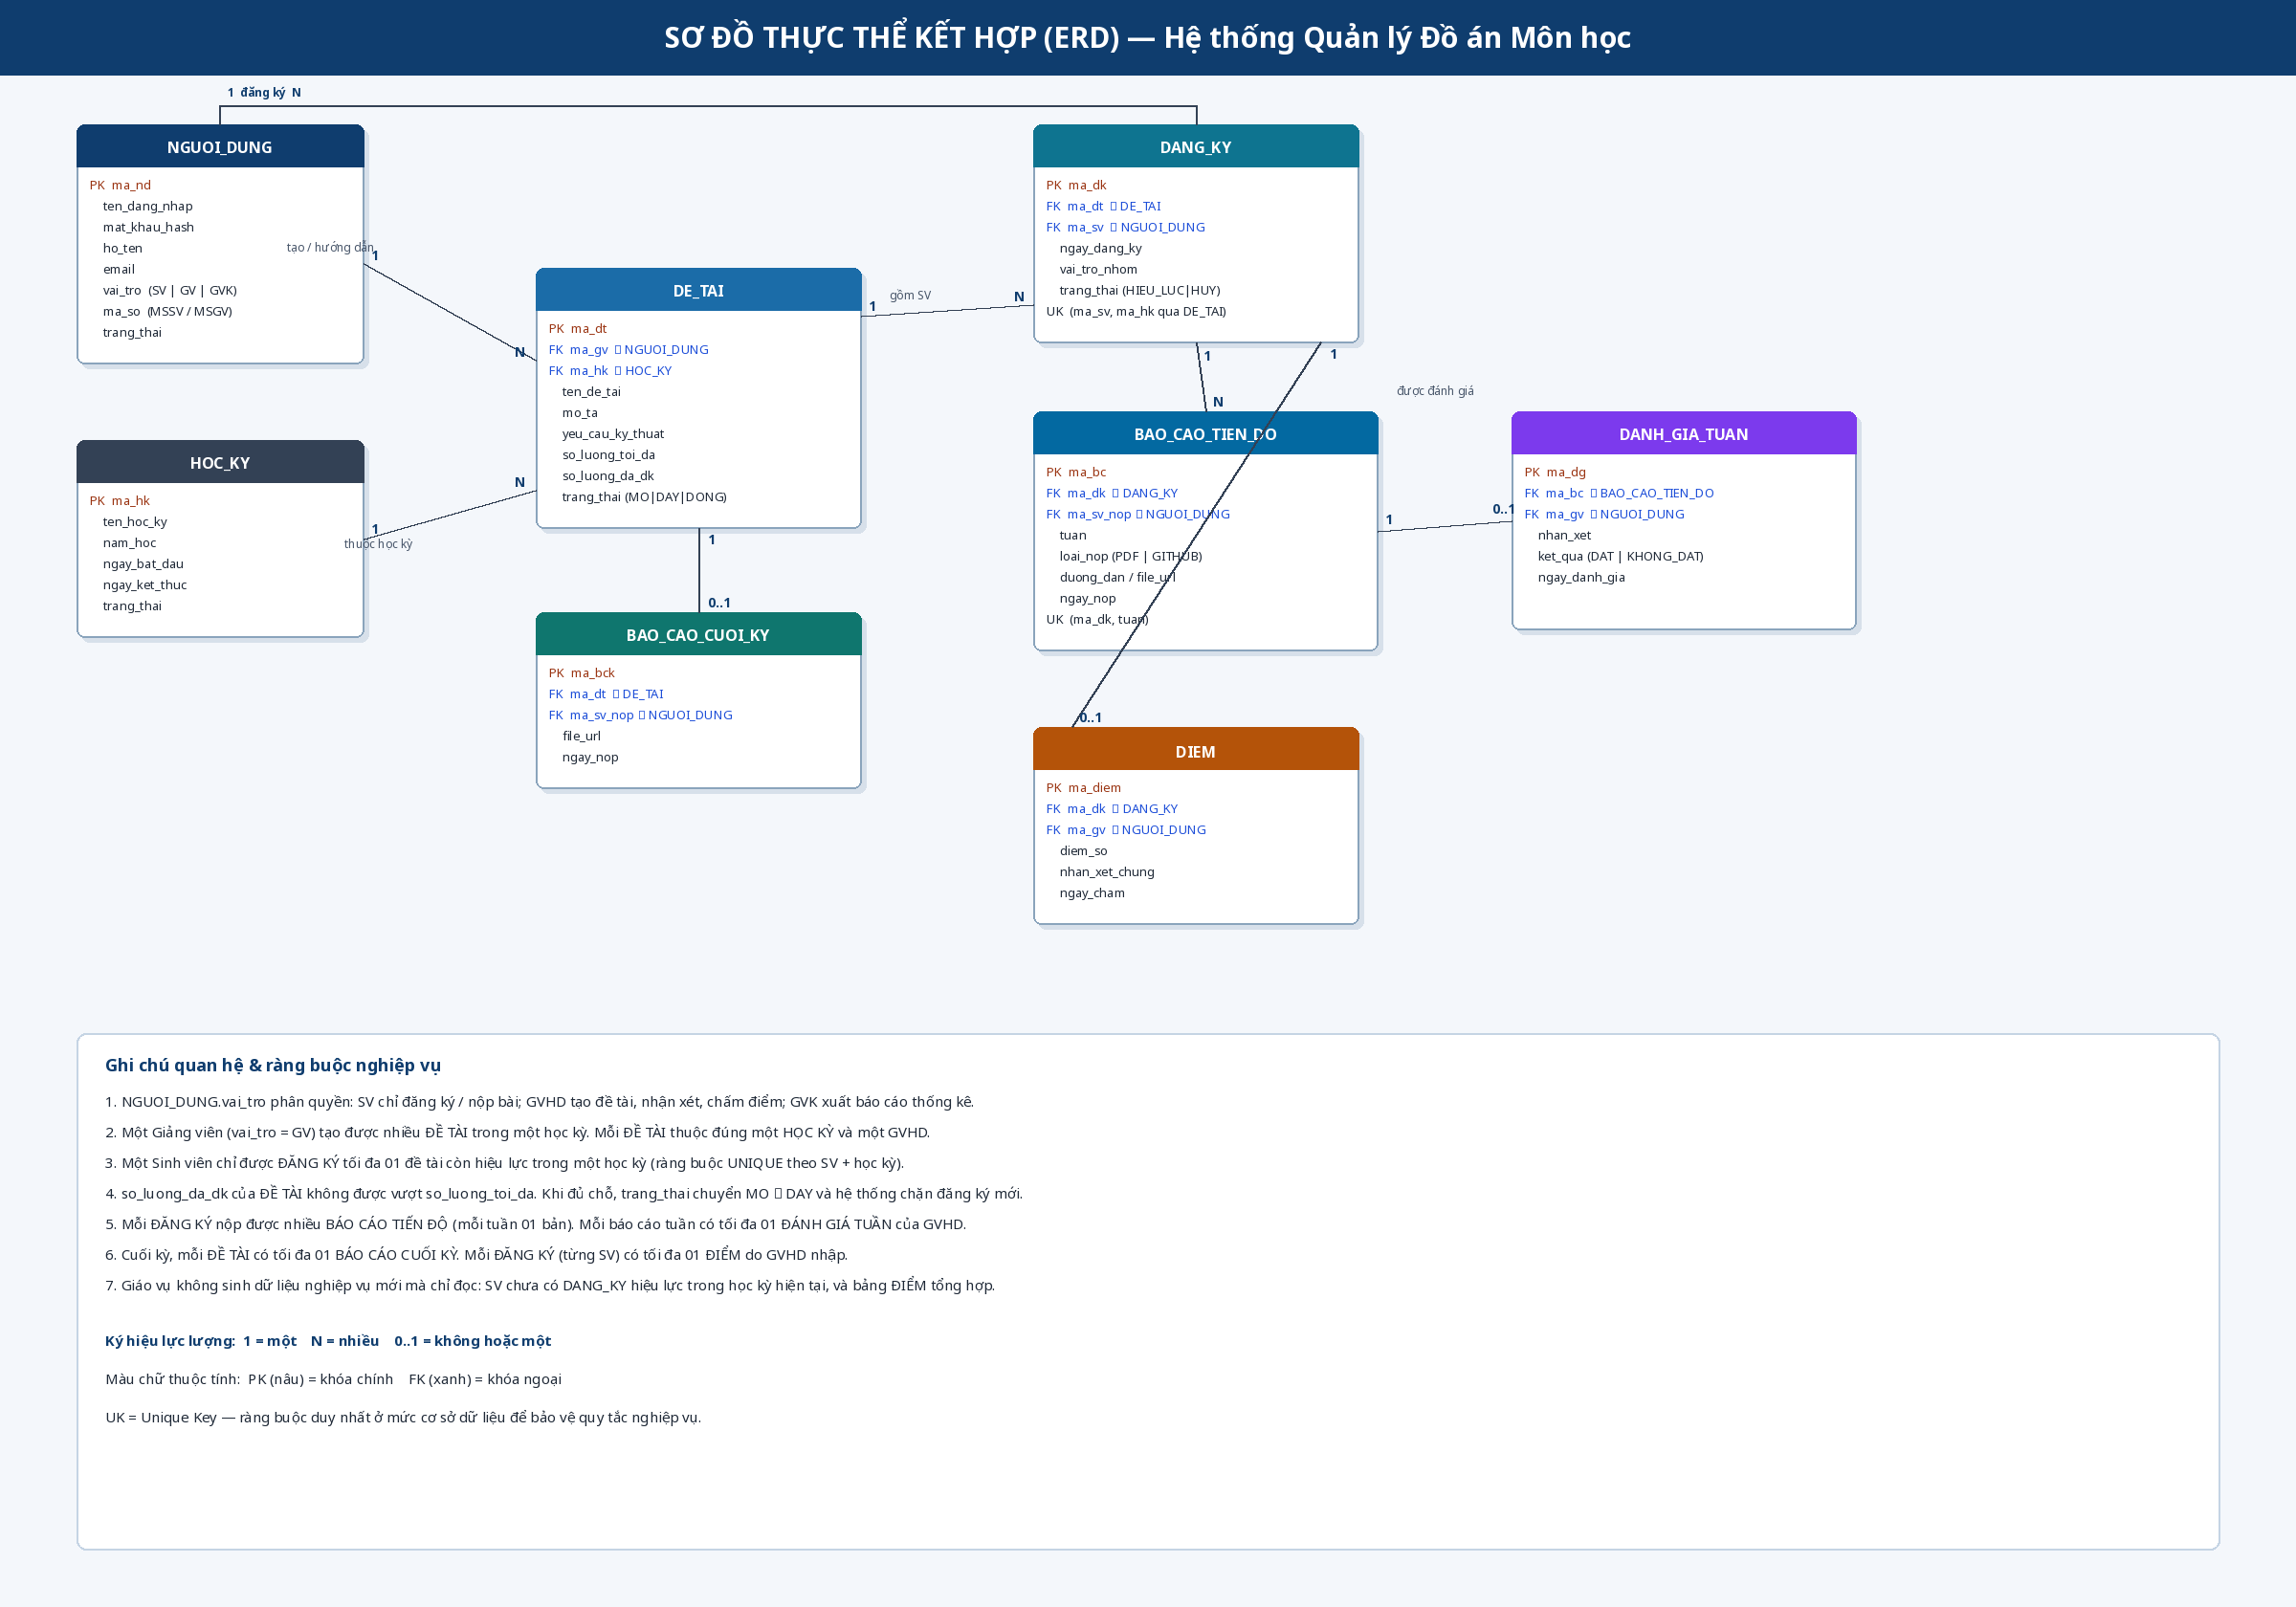 SƠ ĐỒ THỰC THỂ KẾT HỢP (ERD) — Hệ thống Quản lý Đồ án Môn học
1 đăng ký N
NGUOI_DUNG
PK ma_nd
ten_dang_nhap
mat_khau_hash
ho_ten
email
vai_tro (SV | GV | GVK)
ma_so (MSSV / MSGV)
trang_thai
tạo / hướng dẫn
1
N
HOC_KY
PK ma_hk
ten_hoc_ky
nam_hoc
ngay_bat_dau
ngay_ket_thuc
trang_thai
1
thuộc học kỳ
N
DE_TAI
PK ma_dt
FK ma_gv ▯ NGUOI_DUNG
FK ma_hk ▯ HOC_KY
ten_de_tai
mo_ta
yeu_cau_ky_thuat
so_luong_toi_da
so_luong_da_dk
trang_thai (MO|DAY|DONG)
1
gồm SV
N
1
0..1
BAO_CAO_CUOI_KY
PK ma_bck
FK ma_dt ▯ DE_TAI
FK ma_sv_nop ▯ NGUOI_DUNG
file_url
ngay_nop
DANG_KY
PK ma_dk
FK ma_dt ▯ DE_TAI
FK ma_sv ▯ NGUOI_DUNG
ngay_dang_ky
vai_tro_nhom
trang_thai (HIEU_LUC|HUY)
UK (ma_sv, ma_hk qua DE_TAI)
1
N
1
được đánh giá
BAO_CAO_TIEN_DO
PK ma_bc
FK ma_dk ▯ DANG_KY
FK ma_sv_nop ▯ NGUOI_DUNG
tuan
loai_nop (PDF | GITHUB)
duong_dan / file_url
ngay_nop
UK (ma_dk, tuan)
1
0..1
DANH_GIA_TUAN
PK ma_dg
FK ma_bc ▯ BAO_CAO_TIEN_DO
FK ma_gv ▯ NGUOI_DUNG
nhan_xet
ket_qua (DAT | KHONG_DAT)
ngay_danh_gia
0..1
DIEM
PK ma_diem
FK ma_dk ▯ DANG_KY
FK ma_gv ▯ NGUOI_DUNG
diem_so
nhan_xet_chung
ngay_cham
Ghi chú quan hệ & ràng buộc nghiệp vụ
1. NGUOI_DUNG.vai_tro phân quyền: SV chỉ đăng ký / nộp bài; GVHD tạo đề tài, nhận xét, chấm điểm; GVK xuất báo cáo thống kê.
2. Một Giảng viên (vai_tro = GV) tạo được nhiều ĐỀ TÀI trong một học kỳ. Mỗi ĐỀ TÀI thuộc đúng một HỌC KỲ và một GVHD.
3. Một Sinh viên chỉ được ĐĂNG KÝ tối đa 01 đề tài còn hiệu lực trong một học kỳ (ràng buộc UNIQUE theo SV + học kỳ).
4. so_luong_da_dk của ĐỀ TÀI không được vượt so_luong_toi_da. Khi đủ chỗ, trang_thai chuyển MO ▯ DAY và hệ thống chặn đăng ký mới.
5. Mỗi ĐĂNG KÝ nộp được nhiều BÁO CÁO TIẾN ĐỘ (mỗi tuần 01 bản). Mỗi báo cáo tuần có tối đa 01 ĐÁNH GIÁ TUẦN của GVHD.
6. Cuối kỳ, mỗi ĐỀ TÀI có tối đa 01 BÁO CÁO CUỐI KỲ. Mỗi ĐĂNG KÝ (từng SV) có tối đa 01 ĐIỂM do GVHD nhập.
7. Giáo vụ không sinh dữ liệu nghiệp vụ mới mà chỉ đọc: SV chưa có DANG_KY hiệu lực trong học kỳ hiện tại, và bảng ĐIỂM tổng hợp.
Ký hiệu lực lượng: 1 = một N = nhiều 0..1 = không hoặc một
Màu chữ thuộc tính: PK (nâu) = khóa chính FK (xanh) = khóa ngoại
UK = Unique Key — ràng buộc duy nhất ở mức cơ sở dữ liệu để bảo vệ quy tắc nghiệp vụ.